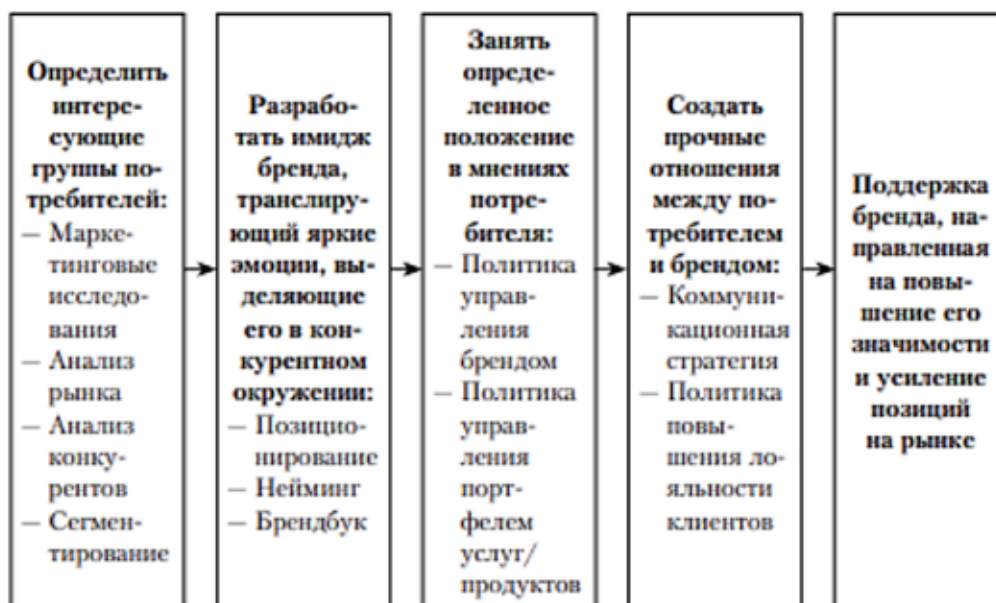 Определить
интере-
сующие
группы по-
требителей:
— Марке-
тинговые
исследо-
вания
— Анализ
рынка
— Анализ
конку-
рентов
— Сегмен-
тирование
Разрабо-
тать имидж
бренда,
транслиру-
ющий яркие
эмоции, вы-
деляющие
его в кон-
курентном
окружении:
— Позицио-
нирование
— Нейминг
— Брендбук
Занять
опреде-
ленное
положение
в мнениях
потре-
бителя:
— Политика
управ-
ления
брендом
— Политика
управ-
ления
порт-
фелем
услуг/
продуктов
Создать
прочные
отношения
между по-
требителем
и брендом:
— Коммуни-
кационная
стратегия
— Политика
повы-
шения ло-
яльности
клиентов
Поддержка
бренда, на-
правленная
на повы-
шение его
значимости
и усиление
позиций
на рынке